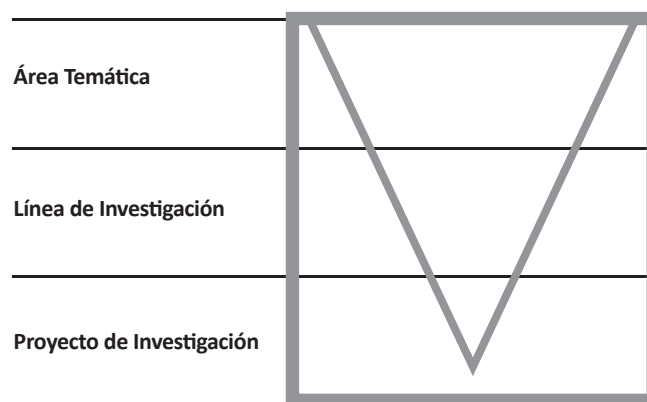 Área Temática
Línea de Investigación
Proyecto de Investigación